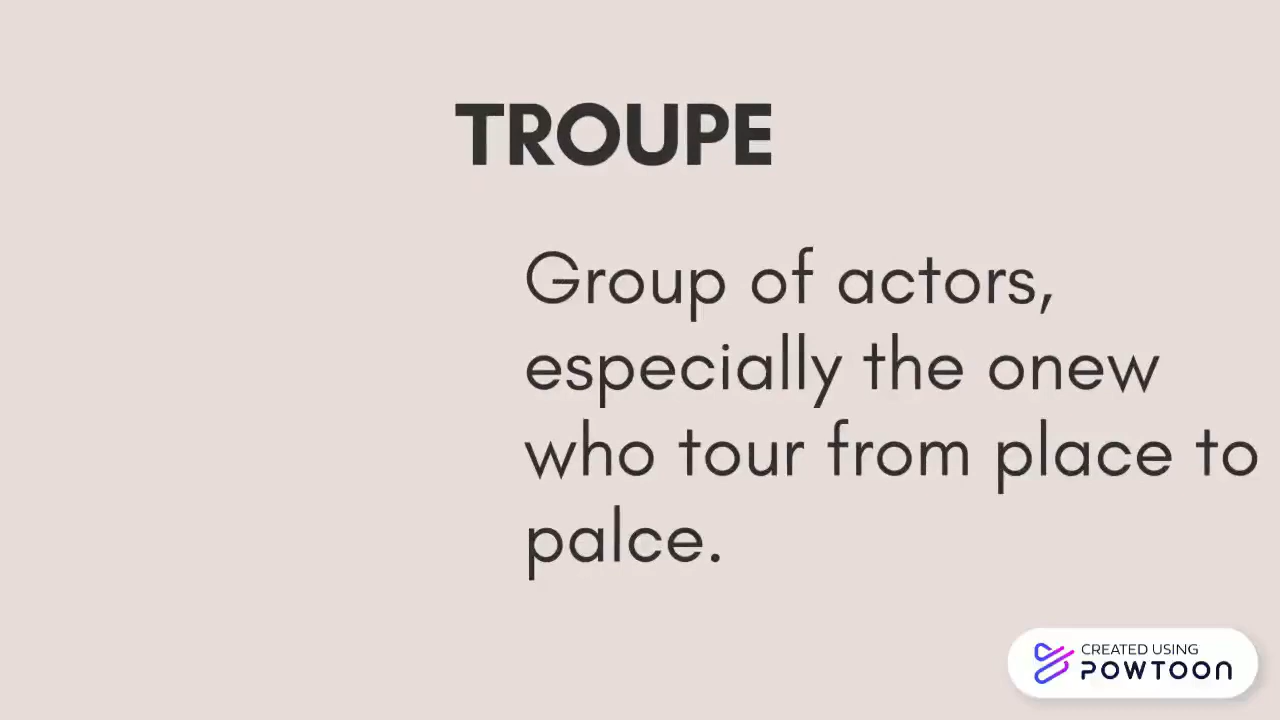 TROUPE
Group of actors,
especially the onew
who tour from place to
palce.
CREATED USING
POWTOON